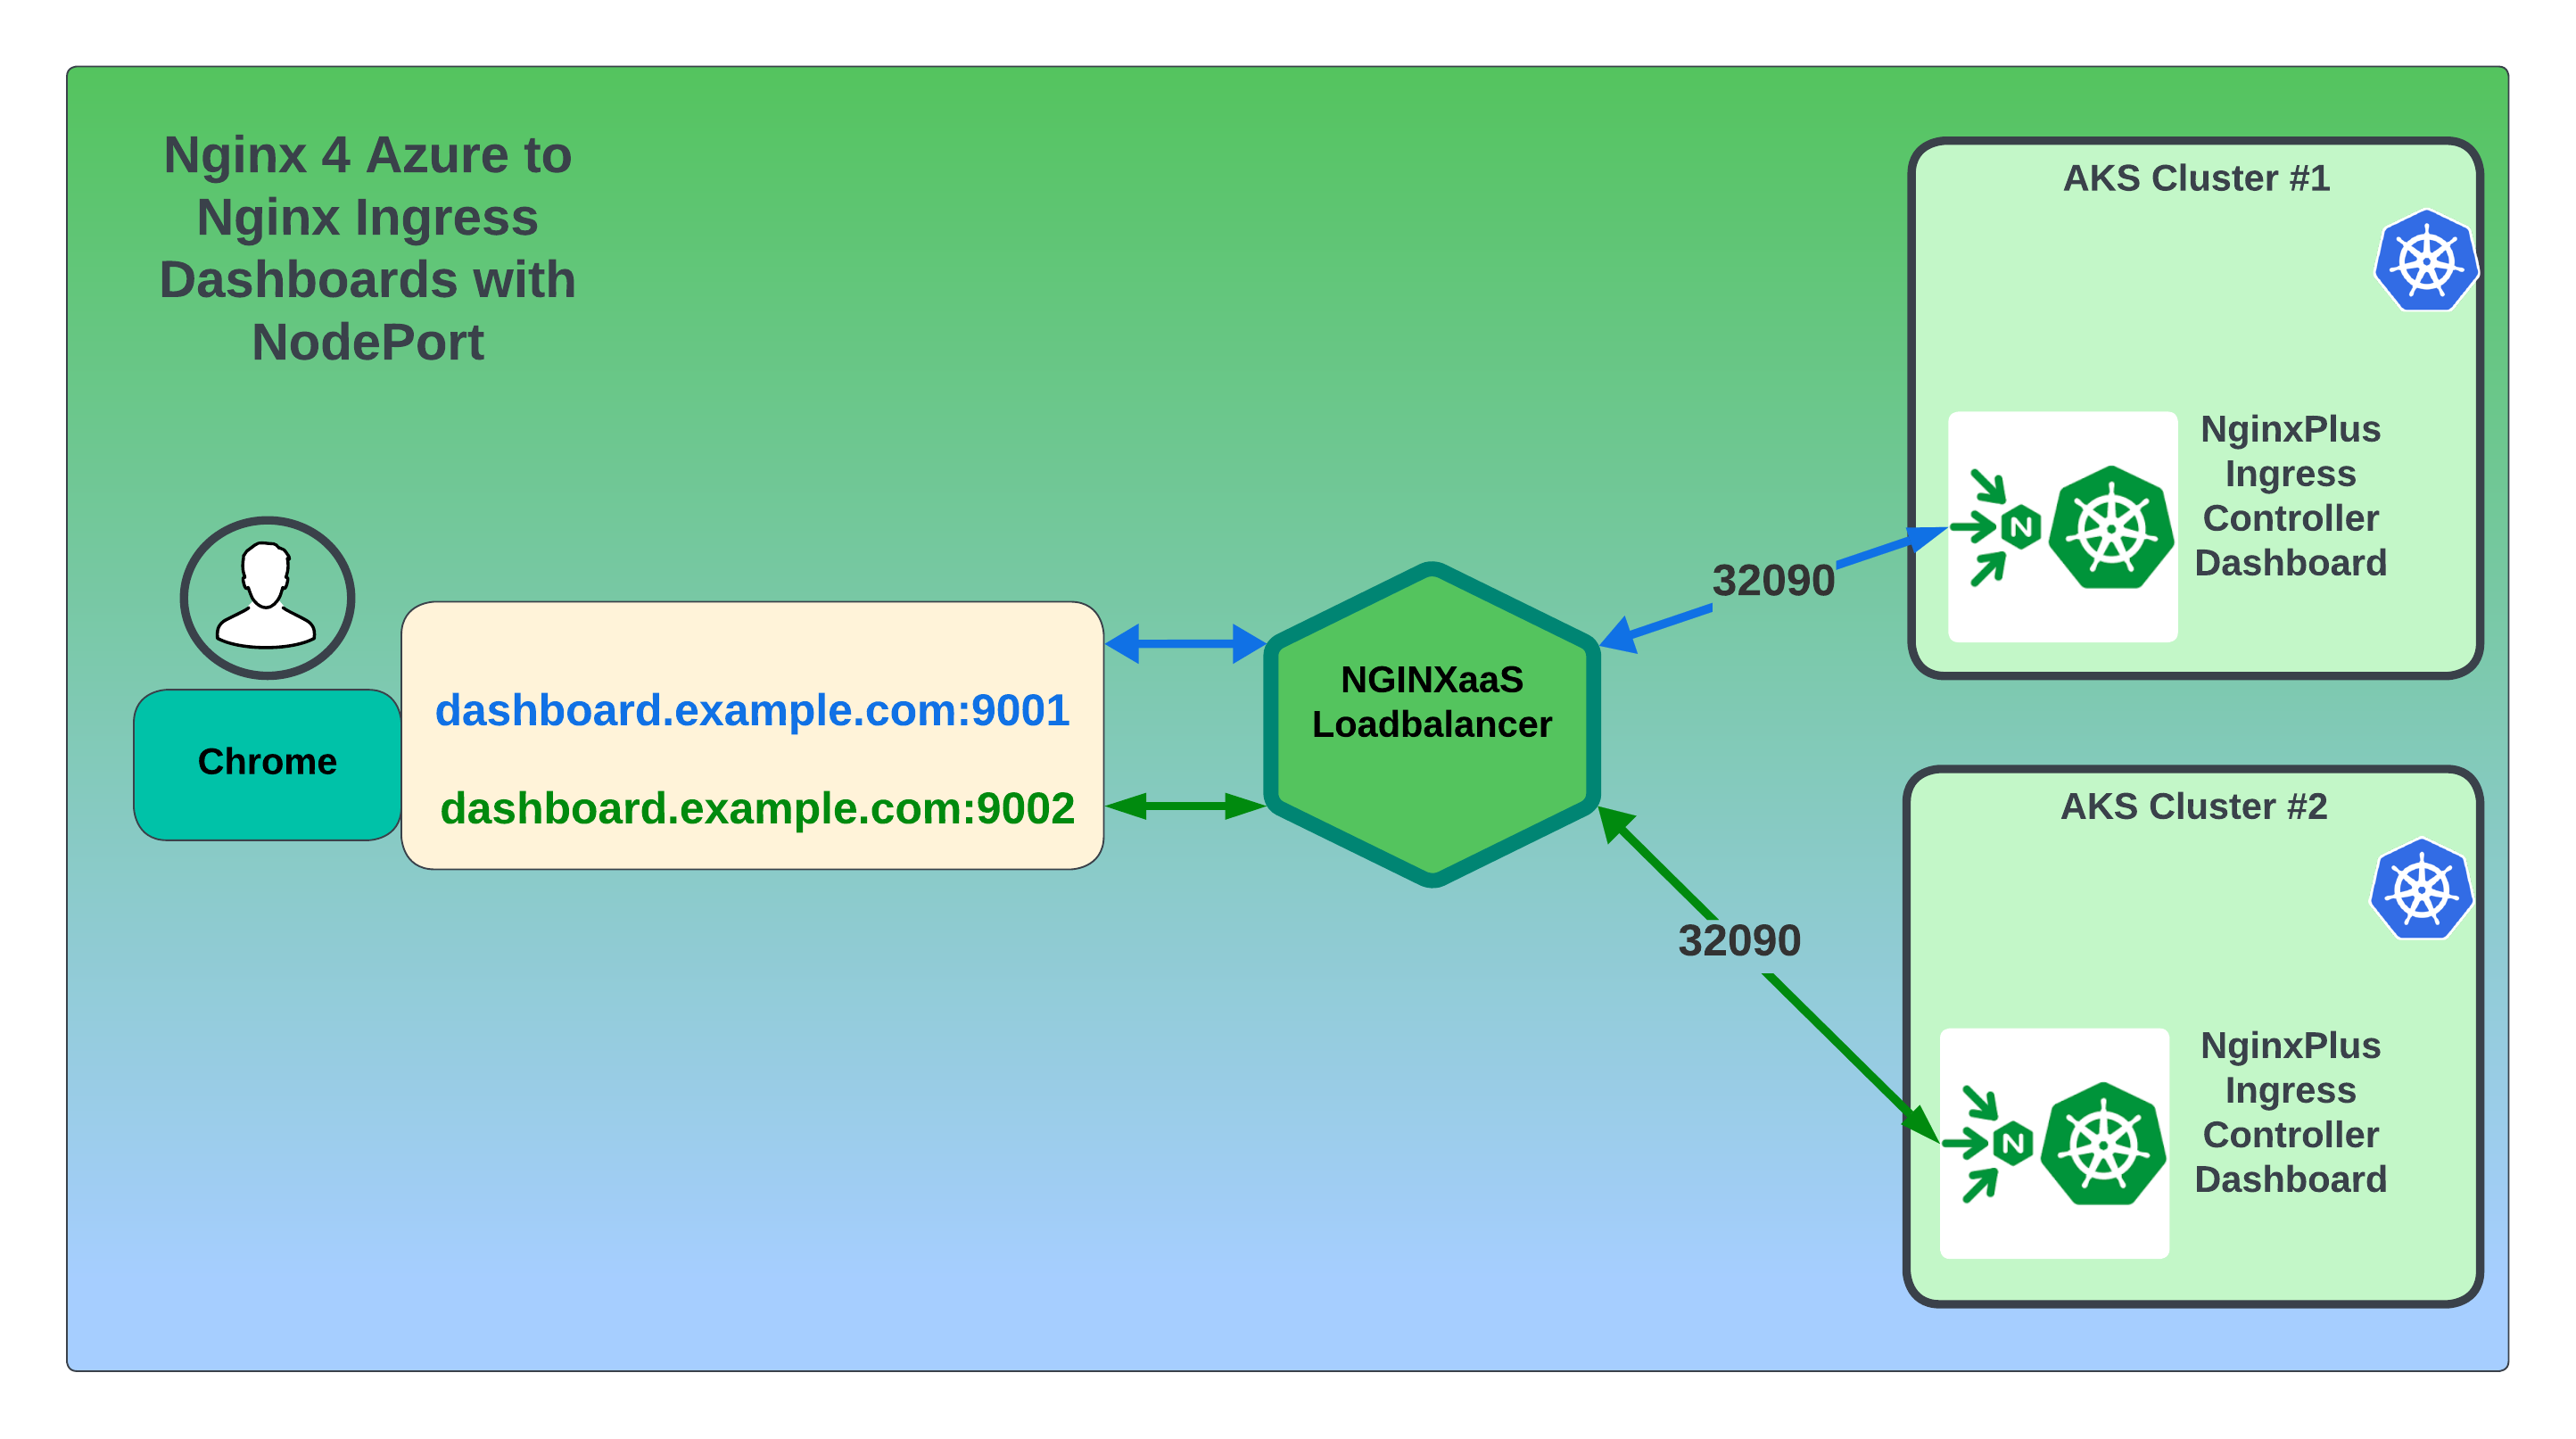 Nginx 4 Azure to
Nginx Ingress
Dashboards with
NodePort
Chrome
dashboard.example.com:9001
dashboard.example.com:9002
NGINXaaS
Loadbalancer
32090
32090
AKS Cluster #1
N
NginxPlus
Ingress
Controller
Dashboard
AKS Cluster #2
N
NginxPlus
Ingress
Controller
Dashboard